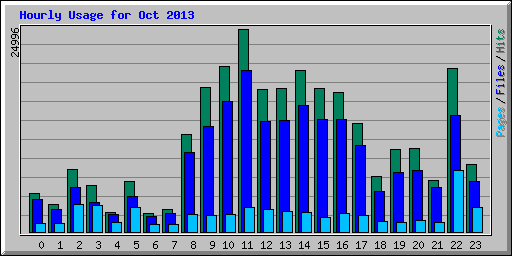 Hourly Usage for Oct 2013
24996
Pages / Files / Hits
0 1 2 3 4 5 6 7 8 9 10 11 12 13 14 15 16 17 18 19 20 21 22 23